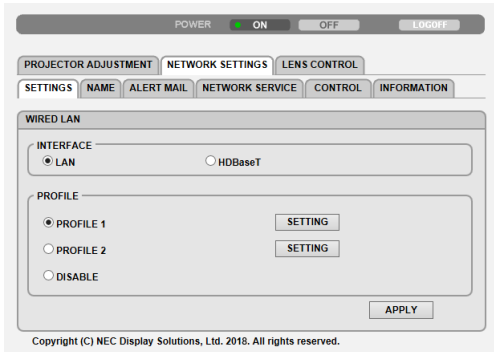 POWER ON OFF LOGOFF
PROJECTOR ADJUSTMENT NETWORK SETTINGS LENS CONTROL
SETTINGS NAME ALERT MAIL NETWORK SERVICE CONTROL INFORMATION
WIRED LAN
INTERFACE
LAN HDBaseT
PROFILE
PROFILE 1 SETTING
PROFILE 2 SETTING
DISABLE
APPLY
Copyright (C) NEC Display Solutions, Ltd. 2018. All rights reserved.